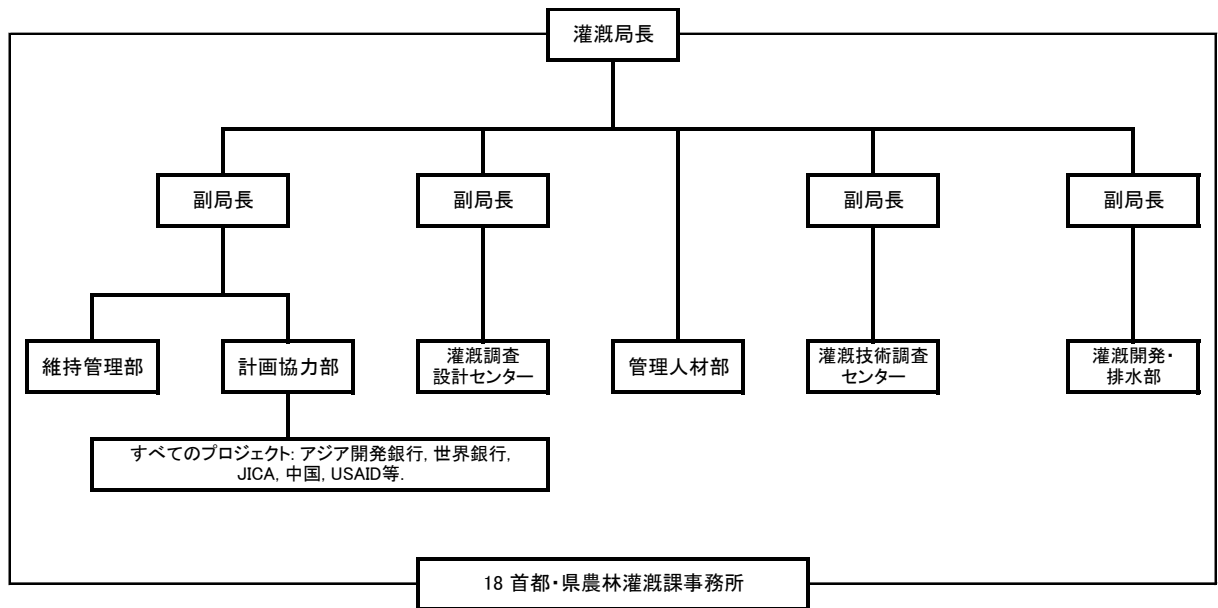 灌漑局長
副局長
副局長
副局長
副局長
維持管理部
計画協力部
灌漑調査
設計センター
管理人材部
灌漑技術調査
センター
灌漑開発・
排水部
すべてのプロジェクト: アジア開発銀行, 世界銀行,
JICA, 中国, USAID等.
18 首都・県農林灌漑課事務所